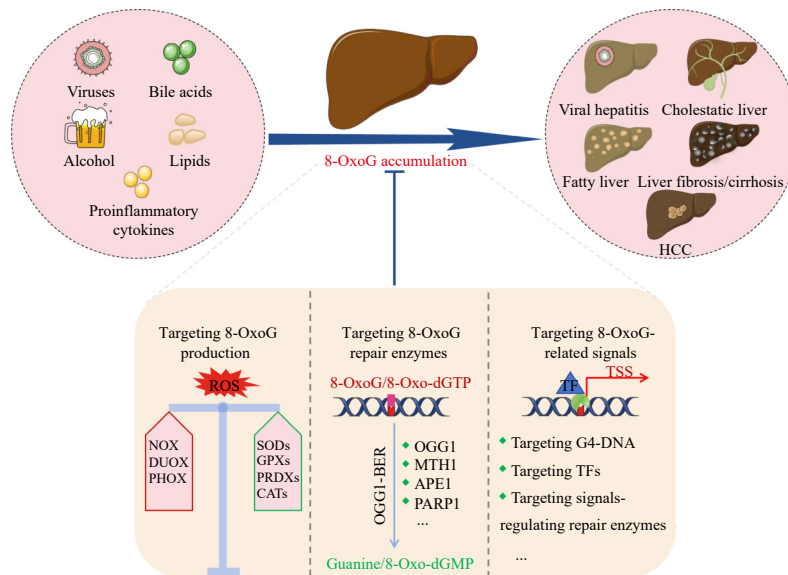 Viruses
Bile acids
Alcohol
Lipids
Proinflammatory
cytokines
8-OxoG accumulation
Viral hepatitis
Cholestatic liver
Fatty liver
Liver fibrosis/cirrhosis
HCC
Targeting 8-OxoG
production
ROS
NOX
DUOX
PHOX
SODs
GPXs
PRDXs
CATs
Targeting 8-OxoG
repair enzymes
8-OxoG/8-Oxo-dGTP
OGG1-BER
OGG1
MTH1
APE1
PARP1
...
Guanine/8-Oxo-dGMP
Targeting 8-OxoG-
related signals
TSS
TF
Targeting G4-DNA
Targeting TFs
Targeting signals-
regulating repair enzymes
...